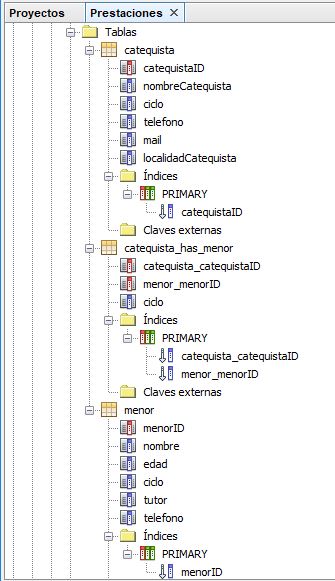 Proyectos Prestaciones ×
Tablas
catequista
catequistaID
nombreCatequista
ciclo
telefono
mail
localidadCatequista
Índices
PRIMARY
catequistaID
Claves externas
catequista_has_menor
catequista_catequistaID
menor_menorID
ciclo
Índices
PRIMARY
catequista_catequistaID
menor_menorID
Claves externas
menor
menorID
nombre
edad
ciclo
tutor
telefono
Índices
PRIMARY
menorID